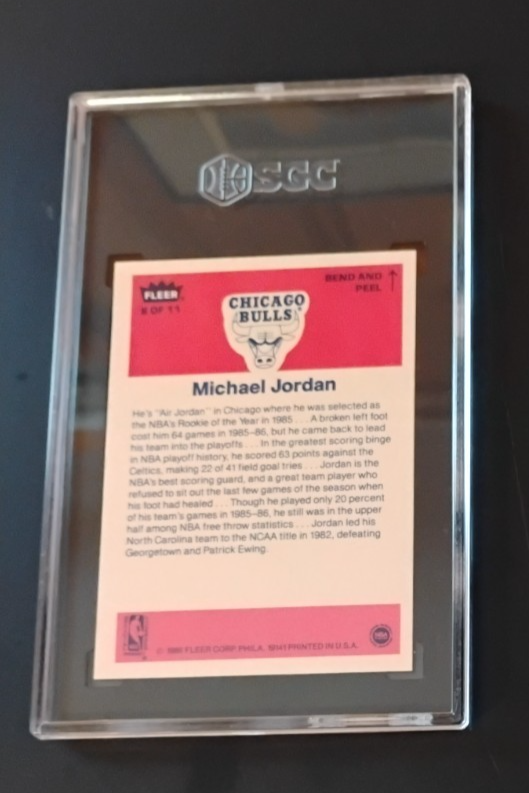 SGC
BEND AND
PEEL
FLEER
8 OF 11
CHICAGO
BULLS
Michael Jordan
He's "Air Jordan" in Chicago where he was selected as
the NBA's Rookie of the Year in 1985 . . . A broken left foot
cost him 64 games in 1985–86, but he came back to lead
his team into the playoffs . . . In the greatest scoring binge
in NBA playoff history, he scored 63 points against the
Celtics, making 22 of 41 field goal tries . . . Jordan is the
NBA's best scoring guard, and a great team player who
refused to sit out the last few games of the season when
his foot had healed . . . Though he played only 20 percent
of his team's games in 1985–86, he still was in the upper
half among NBA free throw statistics . . . Jordan led his
North Carolina team to the NCAA title in 1982, defeating
Georgetown and Patrick Ewing.
© 1986 FLEER CORP. PHILA. 19141 PRINTED IN U.S.A.